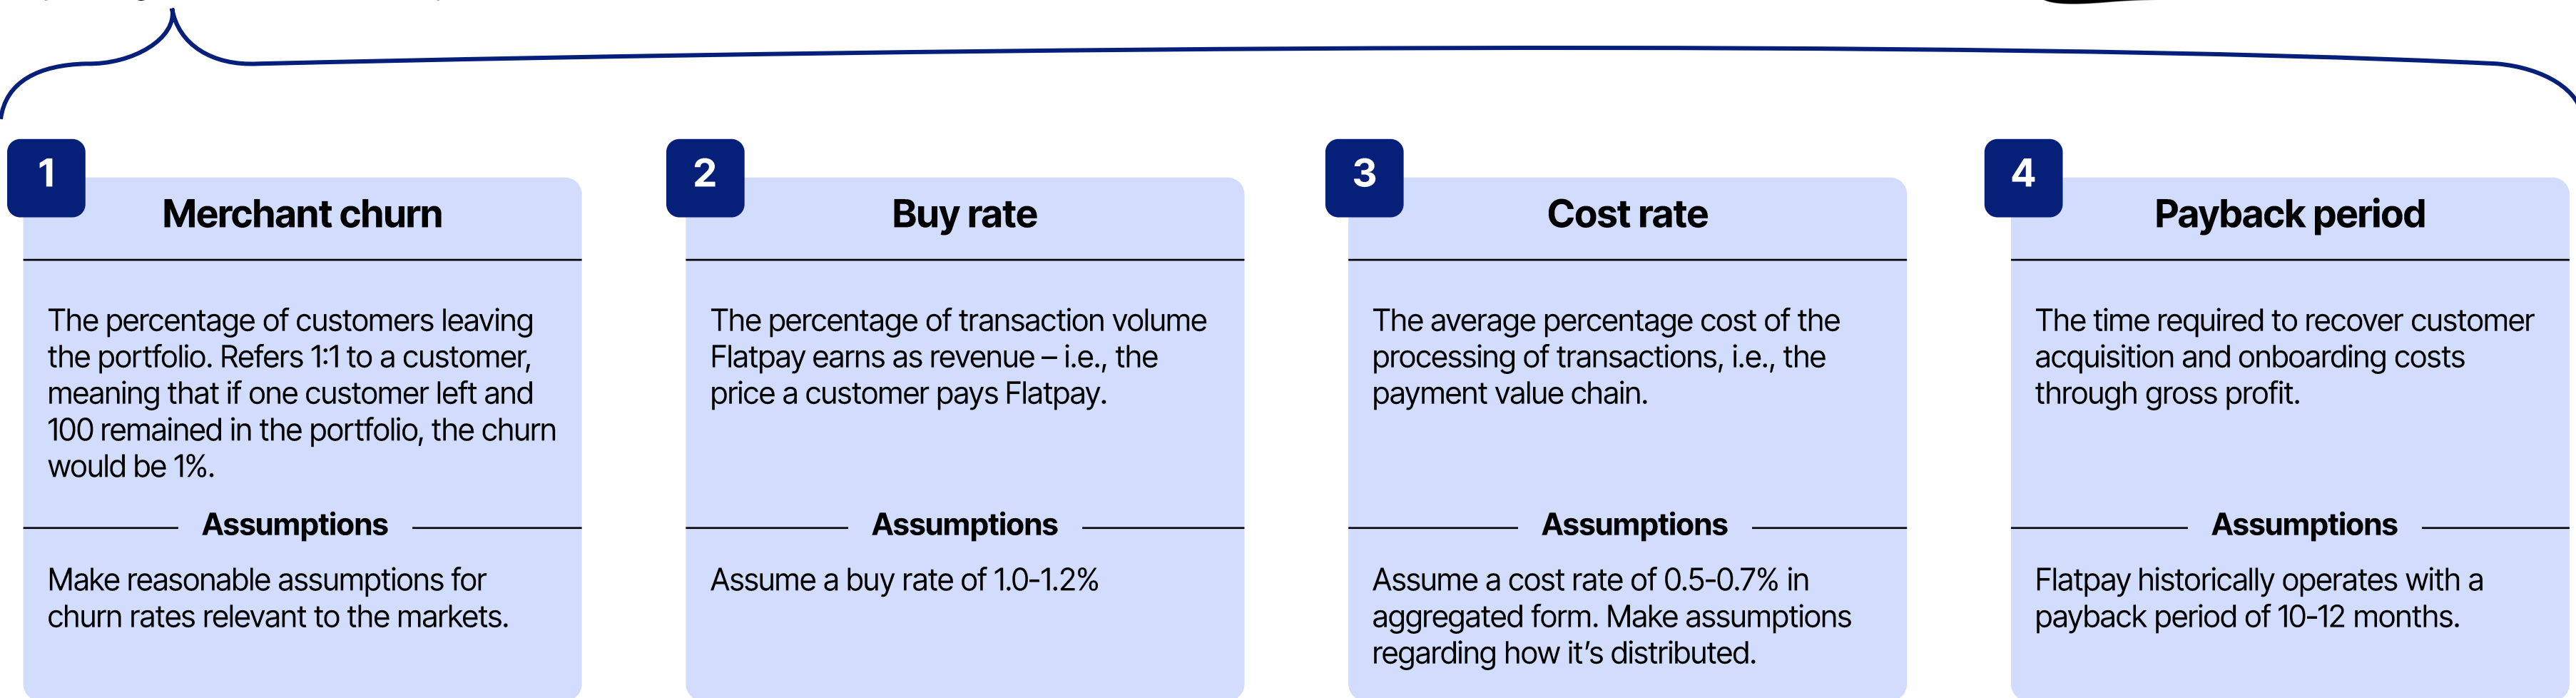 1
Merchant churn
The percentage of customers leaving
the portfolio. Refers 1:1 to a customer,
meaning that if one customer left and
100 remained in the portfolio, the churn
would be 1%.
Assumptions
Make reasonable assumptions for
churn rates relevant to the markets.
2
Buy rate
The percentage of transaction volume
Flatpay earns as revenue – i.e., the
price a customer pays Flatpay.
Assumptions
Assume a buy rate of 1.0-1.2%
3
Cost rate
The average percentage cost of the
processing of transactions, i.e., the
payment value chain.
Assumptions
Assume a cost rate of 0.5-0.7% in
aggregated form. Make assumptions
regarding how it’s distributed.
4
Payback period
The time required to recover customer
acquisition and onboarding costs
through gross profit.
Assumptions
Flatpay historically operates with a
payback period of 10-12 months.